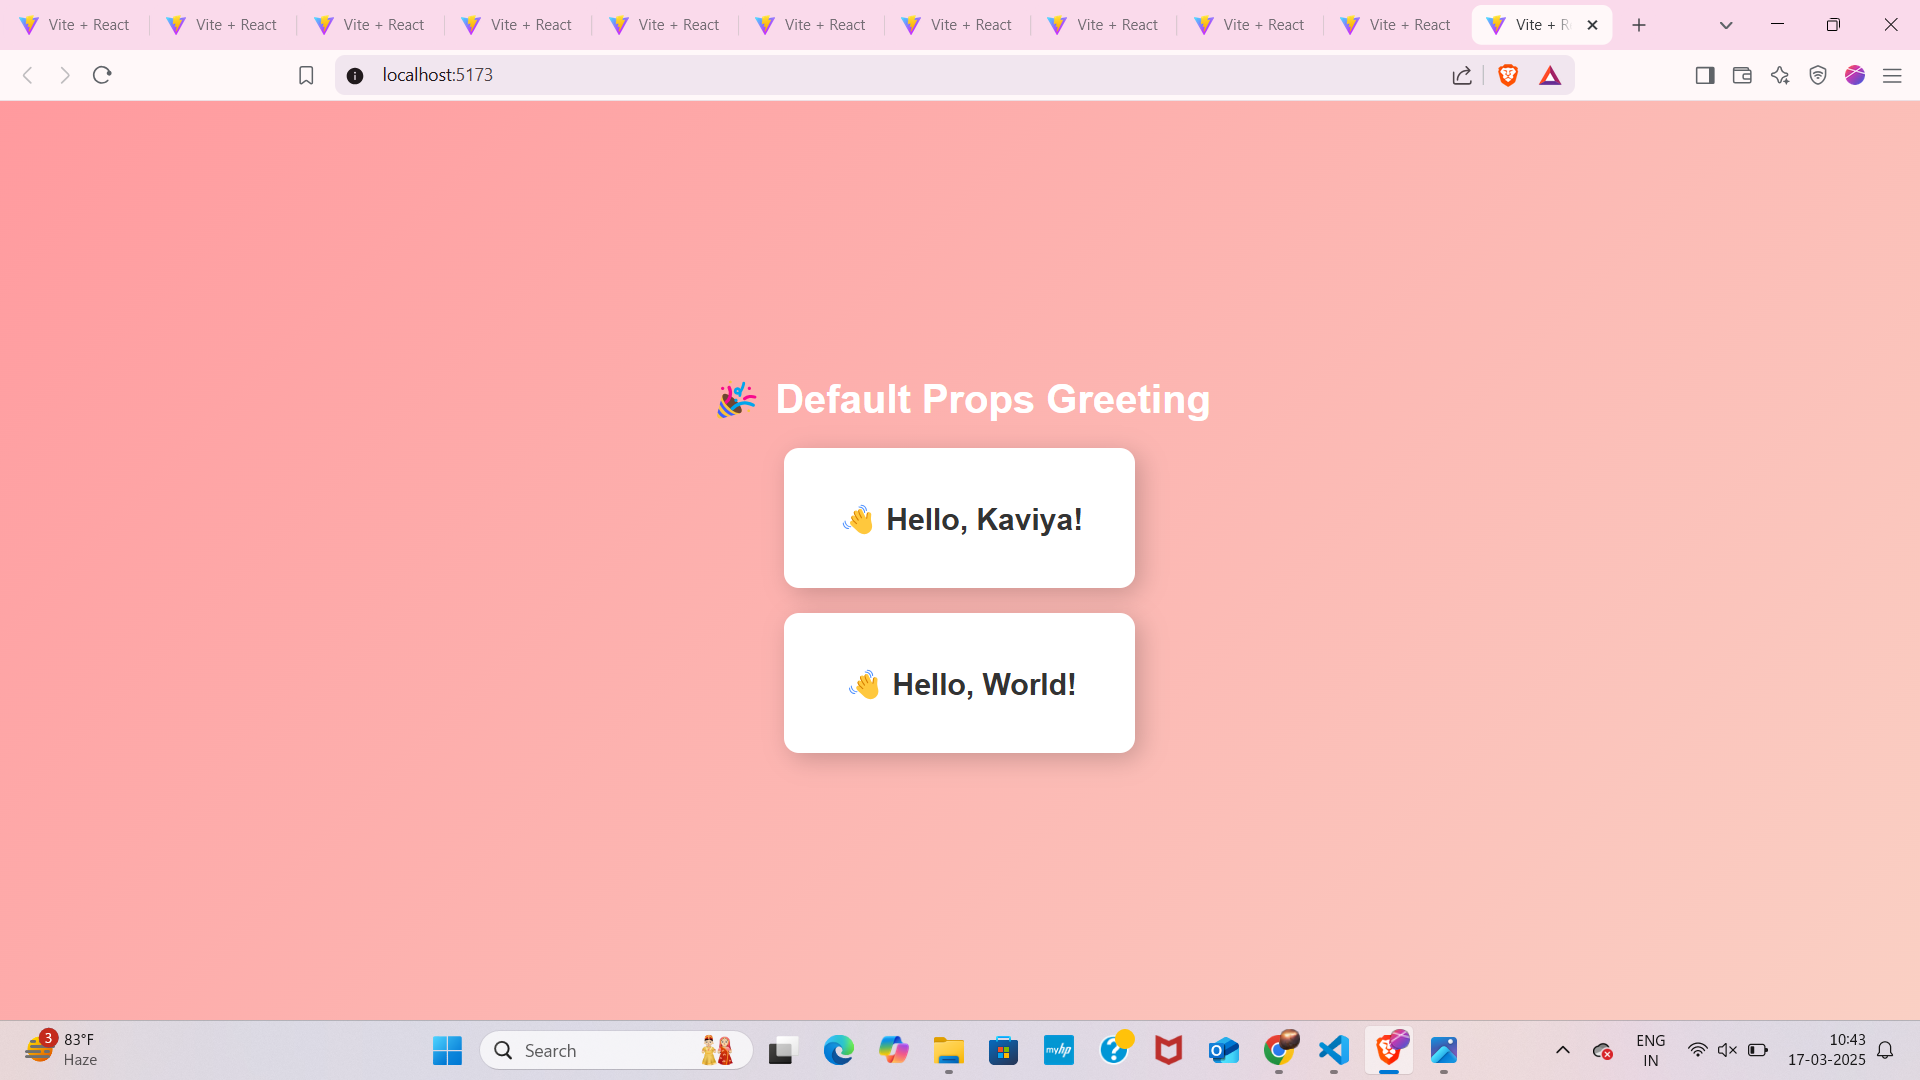 Vite + React
Vite + React
Vite + React
Vite + React
Vite + React
Vite + React
Vite + React
Vite + React
Vite + React
Vite + React
Vite + R
localhost:5173
🎉 Default Props Greeting
👋 Hello, Kaviya!
👋 Hello, World!
3
83°F
Haze
Search
myhp
ENG
IN
10:43
17-03-2025